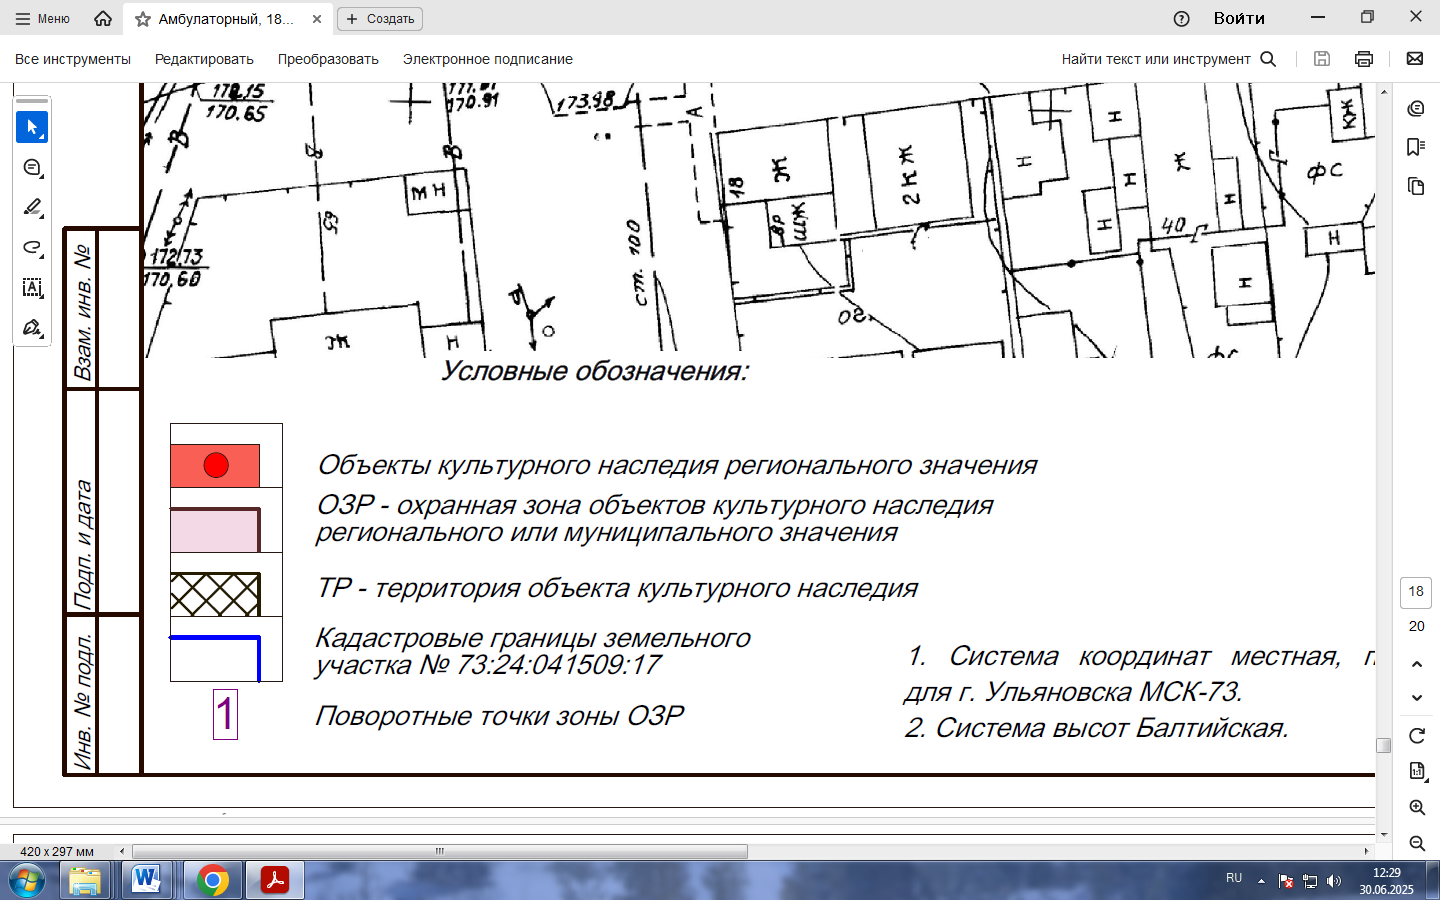 Меню
Амбулаторный, 18...
Создать
Войти
Все инструменты
Редактировать
Преобразовать
Электронное подписание
Найти текст или инструмент
170.65
170.91
173.98
А
В
В
В
МН
65
172.73
170.60
Ж
Н
О
ст. 100
18
Ж
2КЖ
Н
Н
Н
Н
Ж
Н
40
Г
Г
КЖ
ФС
Н
Н
ФС
Взам. инв. №
Подп. и дата
Инв. № подл.
Условные обозначения:
Объекты культурного наследия регионального значения
ОЗР - охранная зона объектов культурного наследия
регионального или муниципального значения
ТР - территория объекта культурного наследия
Кадастровые границы земельного
участка № 73:24:041509:17
1
Поворотные точки зоны ОЗР
1. Система координат местная,
для г. Ульяновска МСК-73.
2. Система высот Балтийская.
18
20
1:1
420 x 297 мм
RU
12:29
30.06.2025